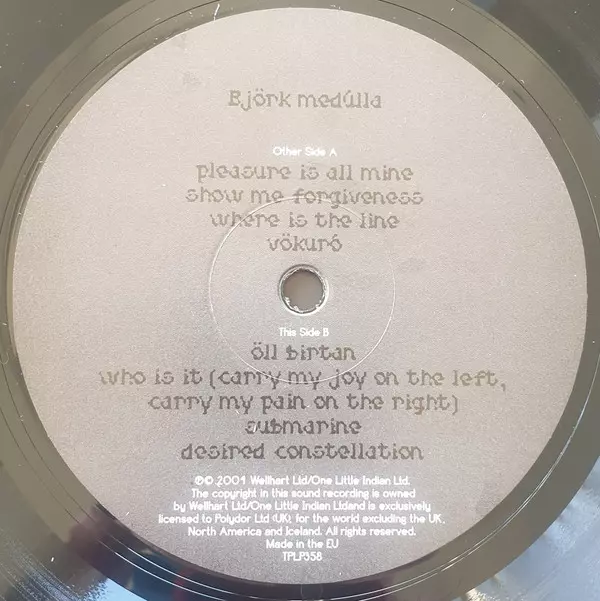 Björk medúlla
Other Side A
pleasure is all mine
show me forgiveness
where is the line
vökuró
This Side B
öll birtan
who is it (carry my joy on the left,
carry my pain on the right)
submarine
desired constellation
℗© 2004 Wellhart Ltd/One Little Indian Ltd.
The copyright in this sound recording is owned
by Wellhart Ltd/One Little Indian Ltdand is exclusively
licensed to Polydor Ltd (UK), for the world excluding the UK,
North America and Iceland. All rights reserved.
Made in the EU
TPLP358